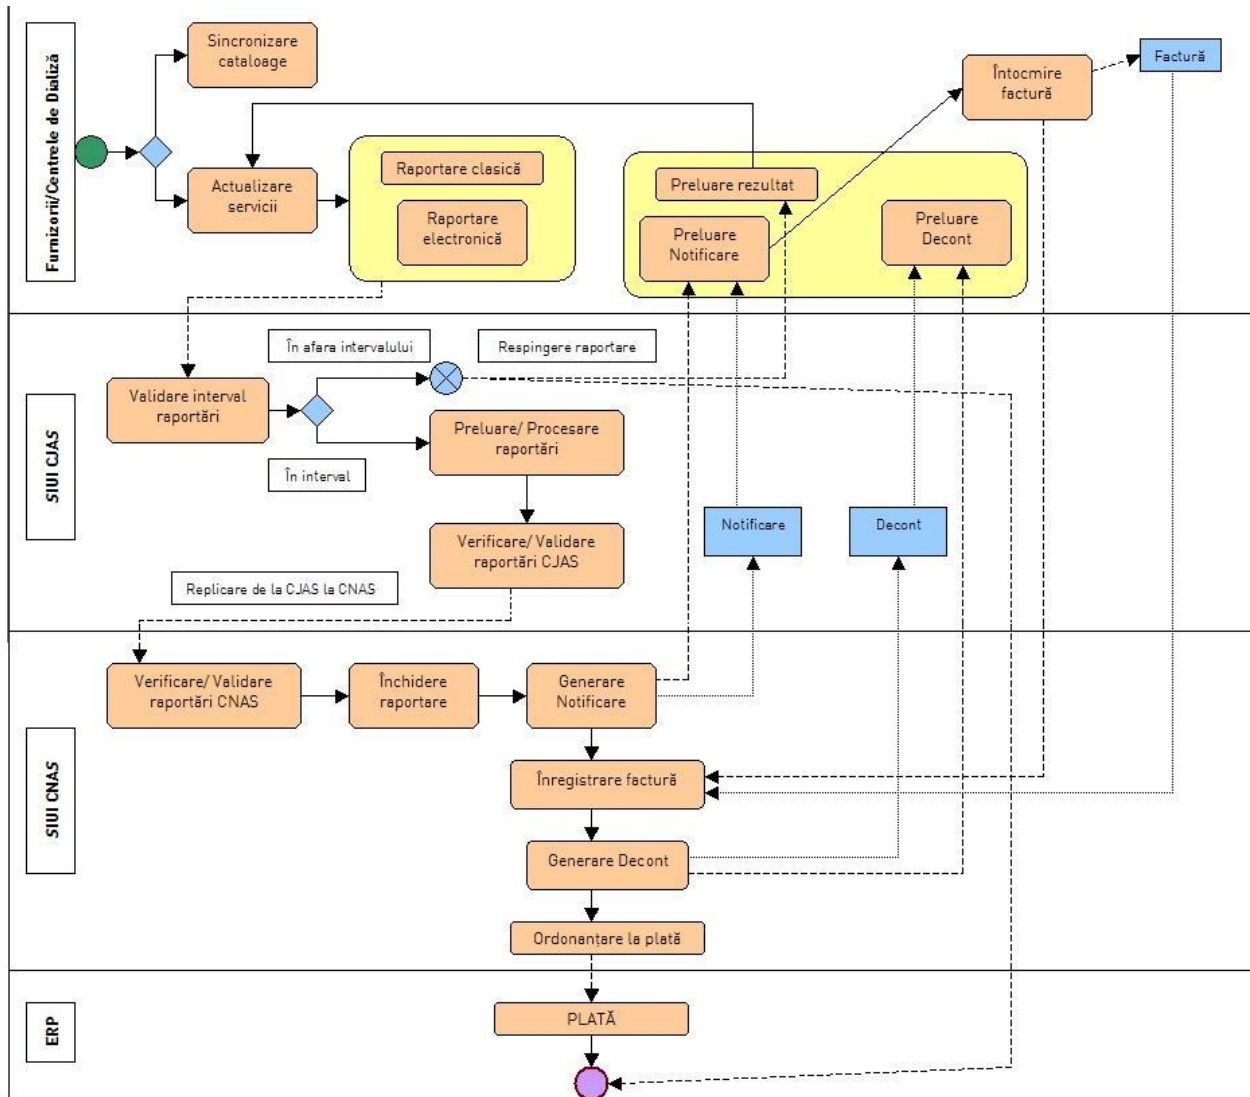 Furnizorii/Centrele de Dializă
Sincronizare
cataloage
Actualizare
servicii
Raportare clasică
Raportare
electronică
Preluare rezultat
Preluare
Notificare
Preluare
Decont
Întocmire
factură
Factură
SIUI CJAS
Validare interval
raportări
În afara intervalului
Respingere raportare
În interval
Preluare/ Procesare
raportări
Verificare/ Validare
raportări CJAS
Notificare
Decont
Replicare de la CJAS la CNAS
SIUI CNAS
Verificare/ Validare
raportări CNAS
Închidere
raportare
Generare
Notificare
Înregistrare factură
Generare Decont
Ordonanțare la plată
ERP
PLATĂ